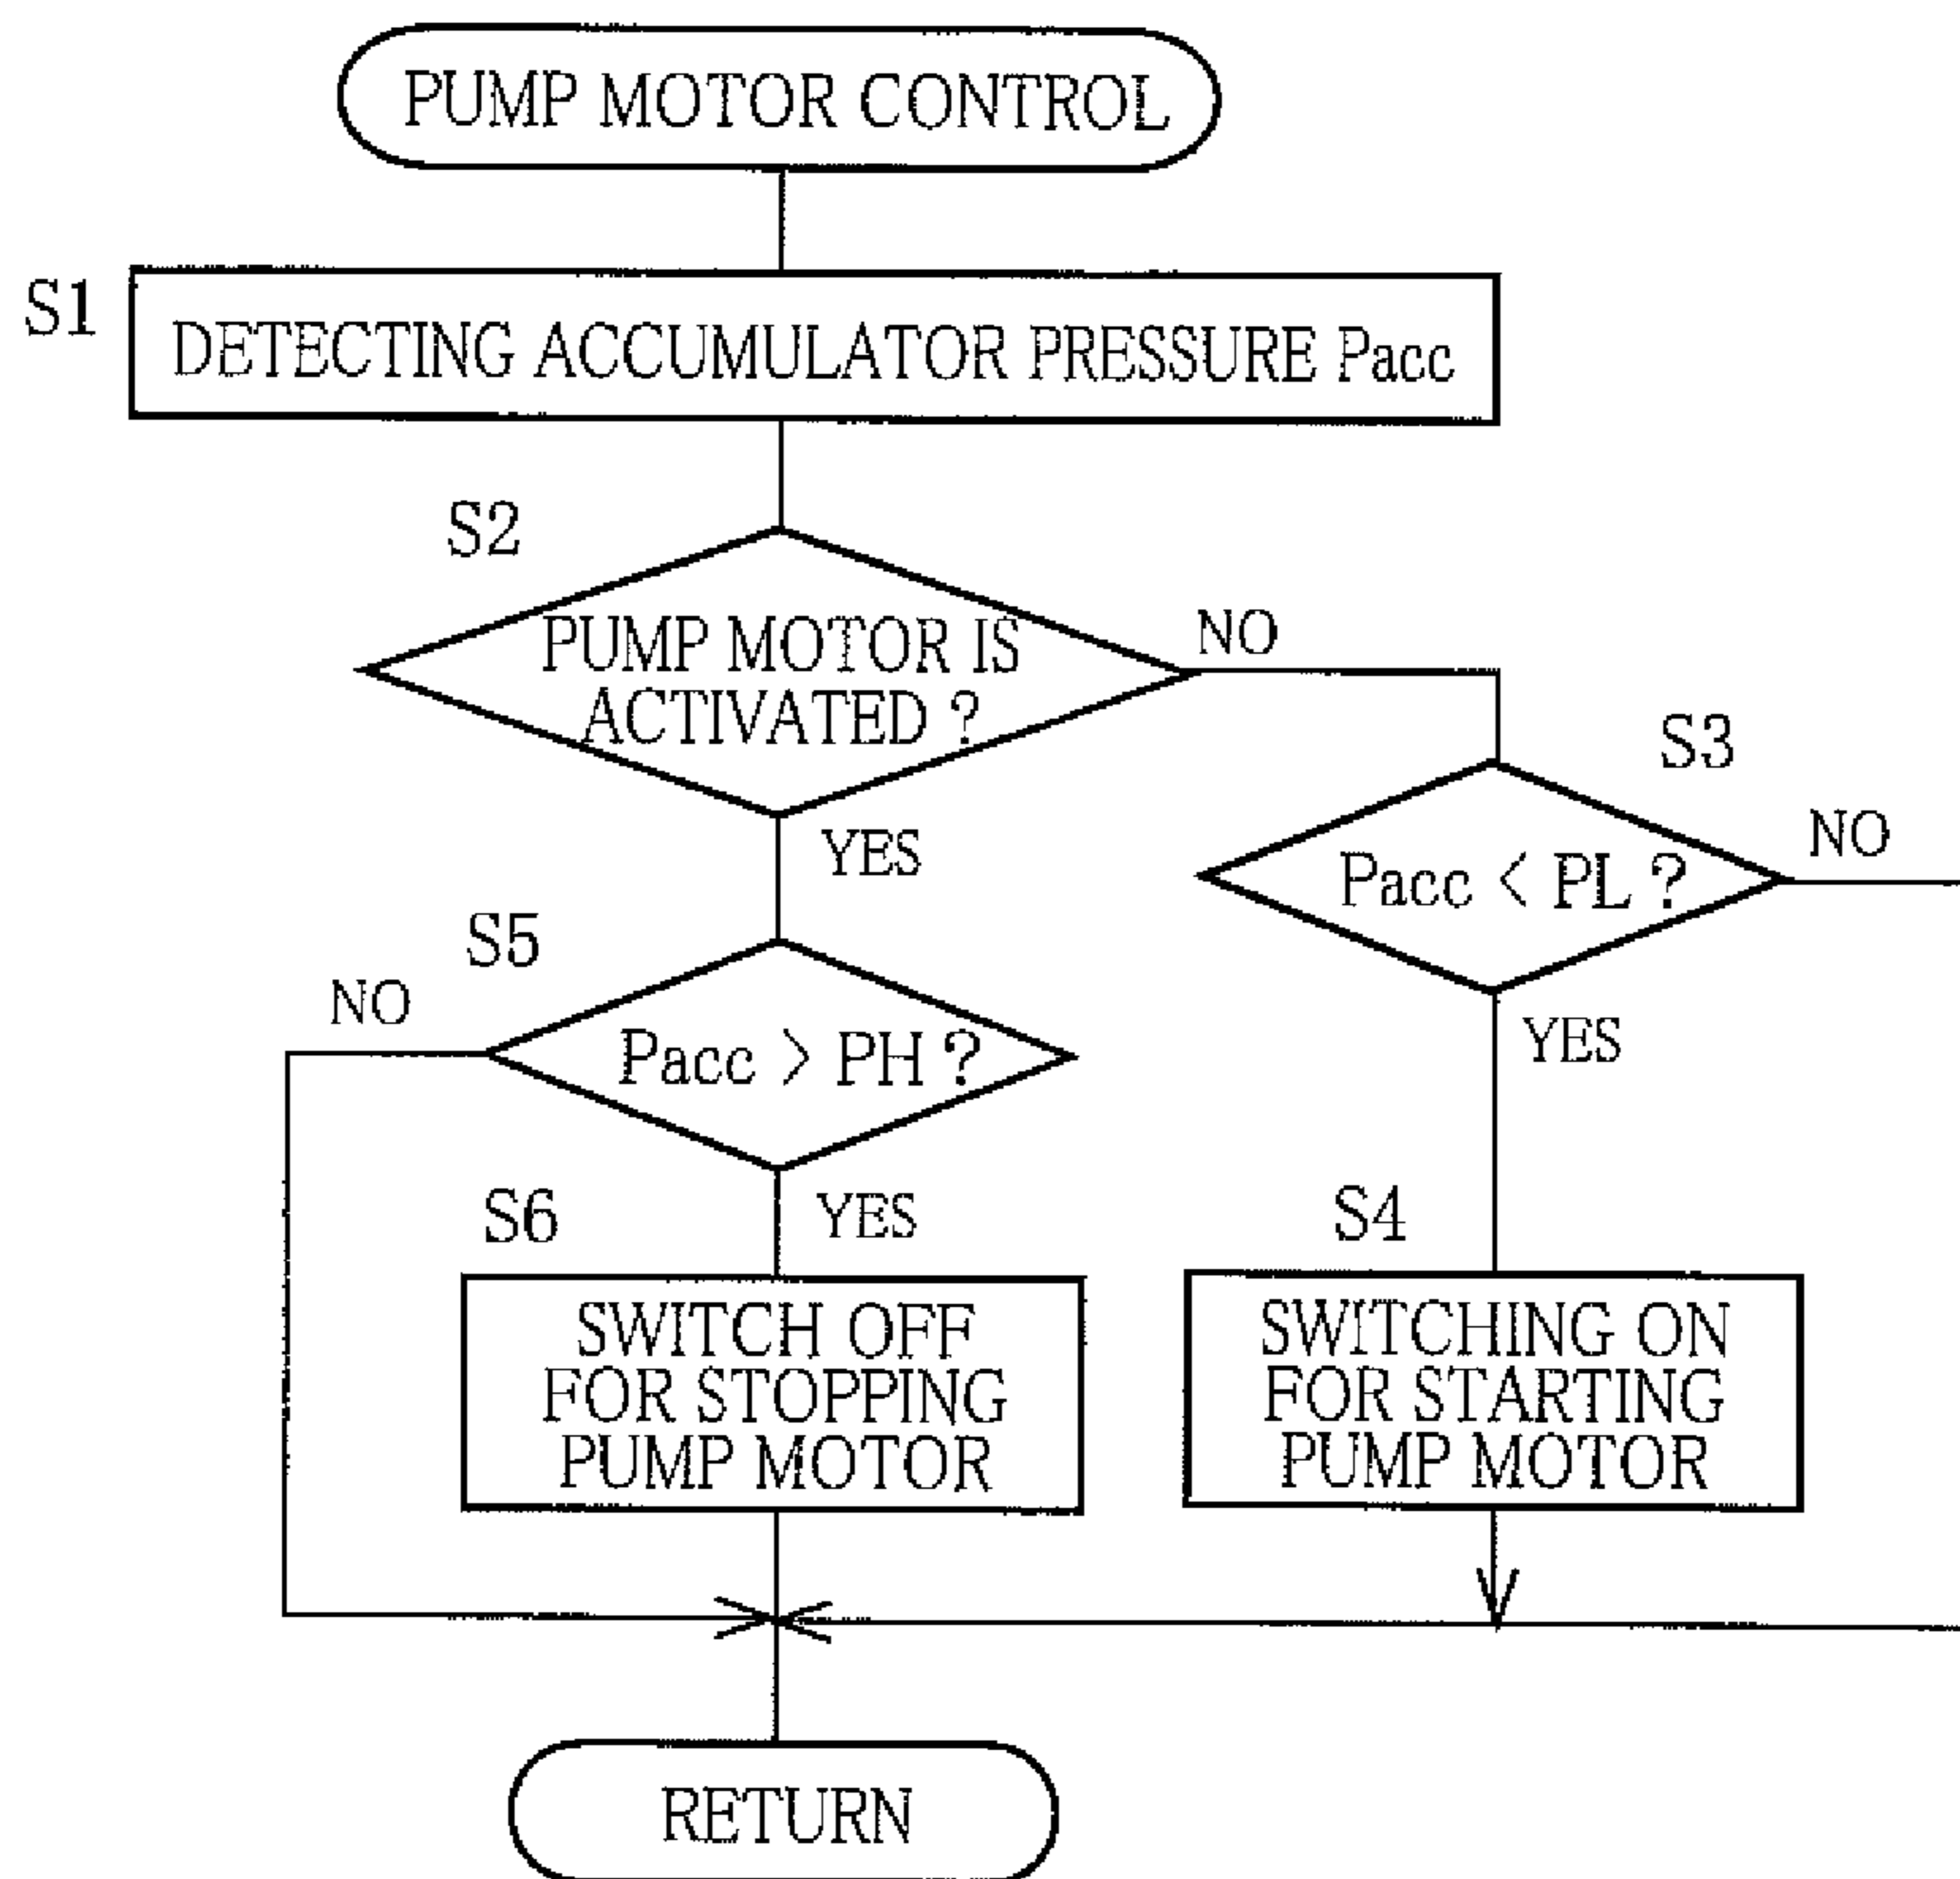 PUMP MOTOR CONTROL
S1
DETECTING ACCUMULATOR PRESSURE Pacc
S2
PUMP MOTOR IS
ACTIVATED ?
NO
YES
S3
Pacc < PL ?
NO
YES
S5
NO
Pacc > PH ?
YES
S6
SWITCH OFF
FOR STOPPING
PUMP MOTOR
S4
SWITCHING ON
FOR STARTING
PUMP MOTOR
RETURN